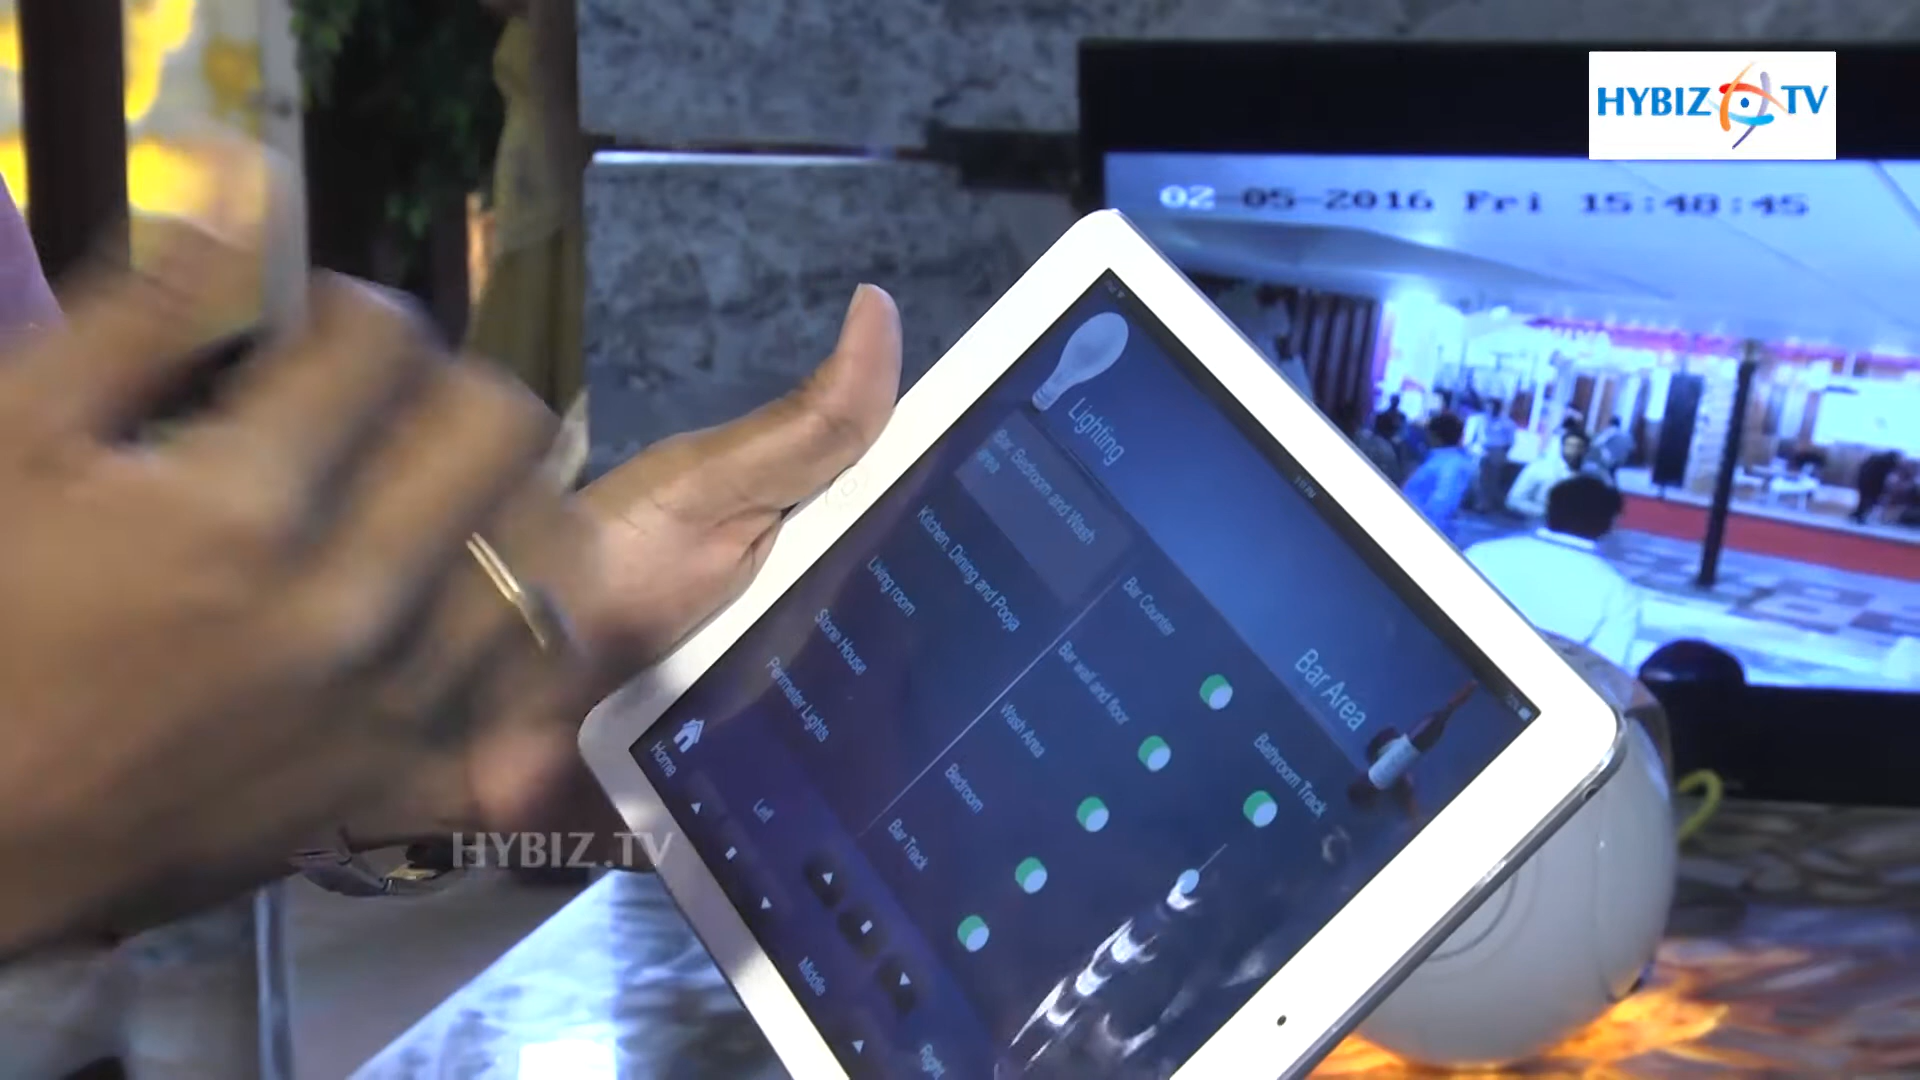 HYBIZ TV
02-05-2016 Fri 15:48:45
Lighting
Bar Area
Bar, Bedroom and Wash
area
Kitchen, Dining and Pooja
Living room
Stone House
Perimeter Lights
Bar Counter
Bar wall and floor
Wash Area
Bedroom
Bar Track
Bathroom Track
Home
Left
Middle
Right
HYBIZ.TV